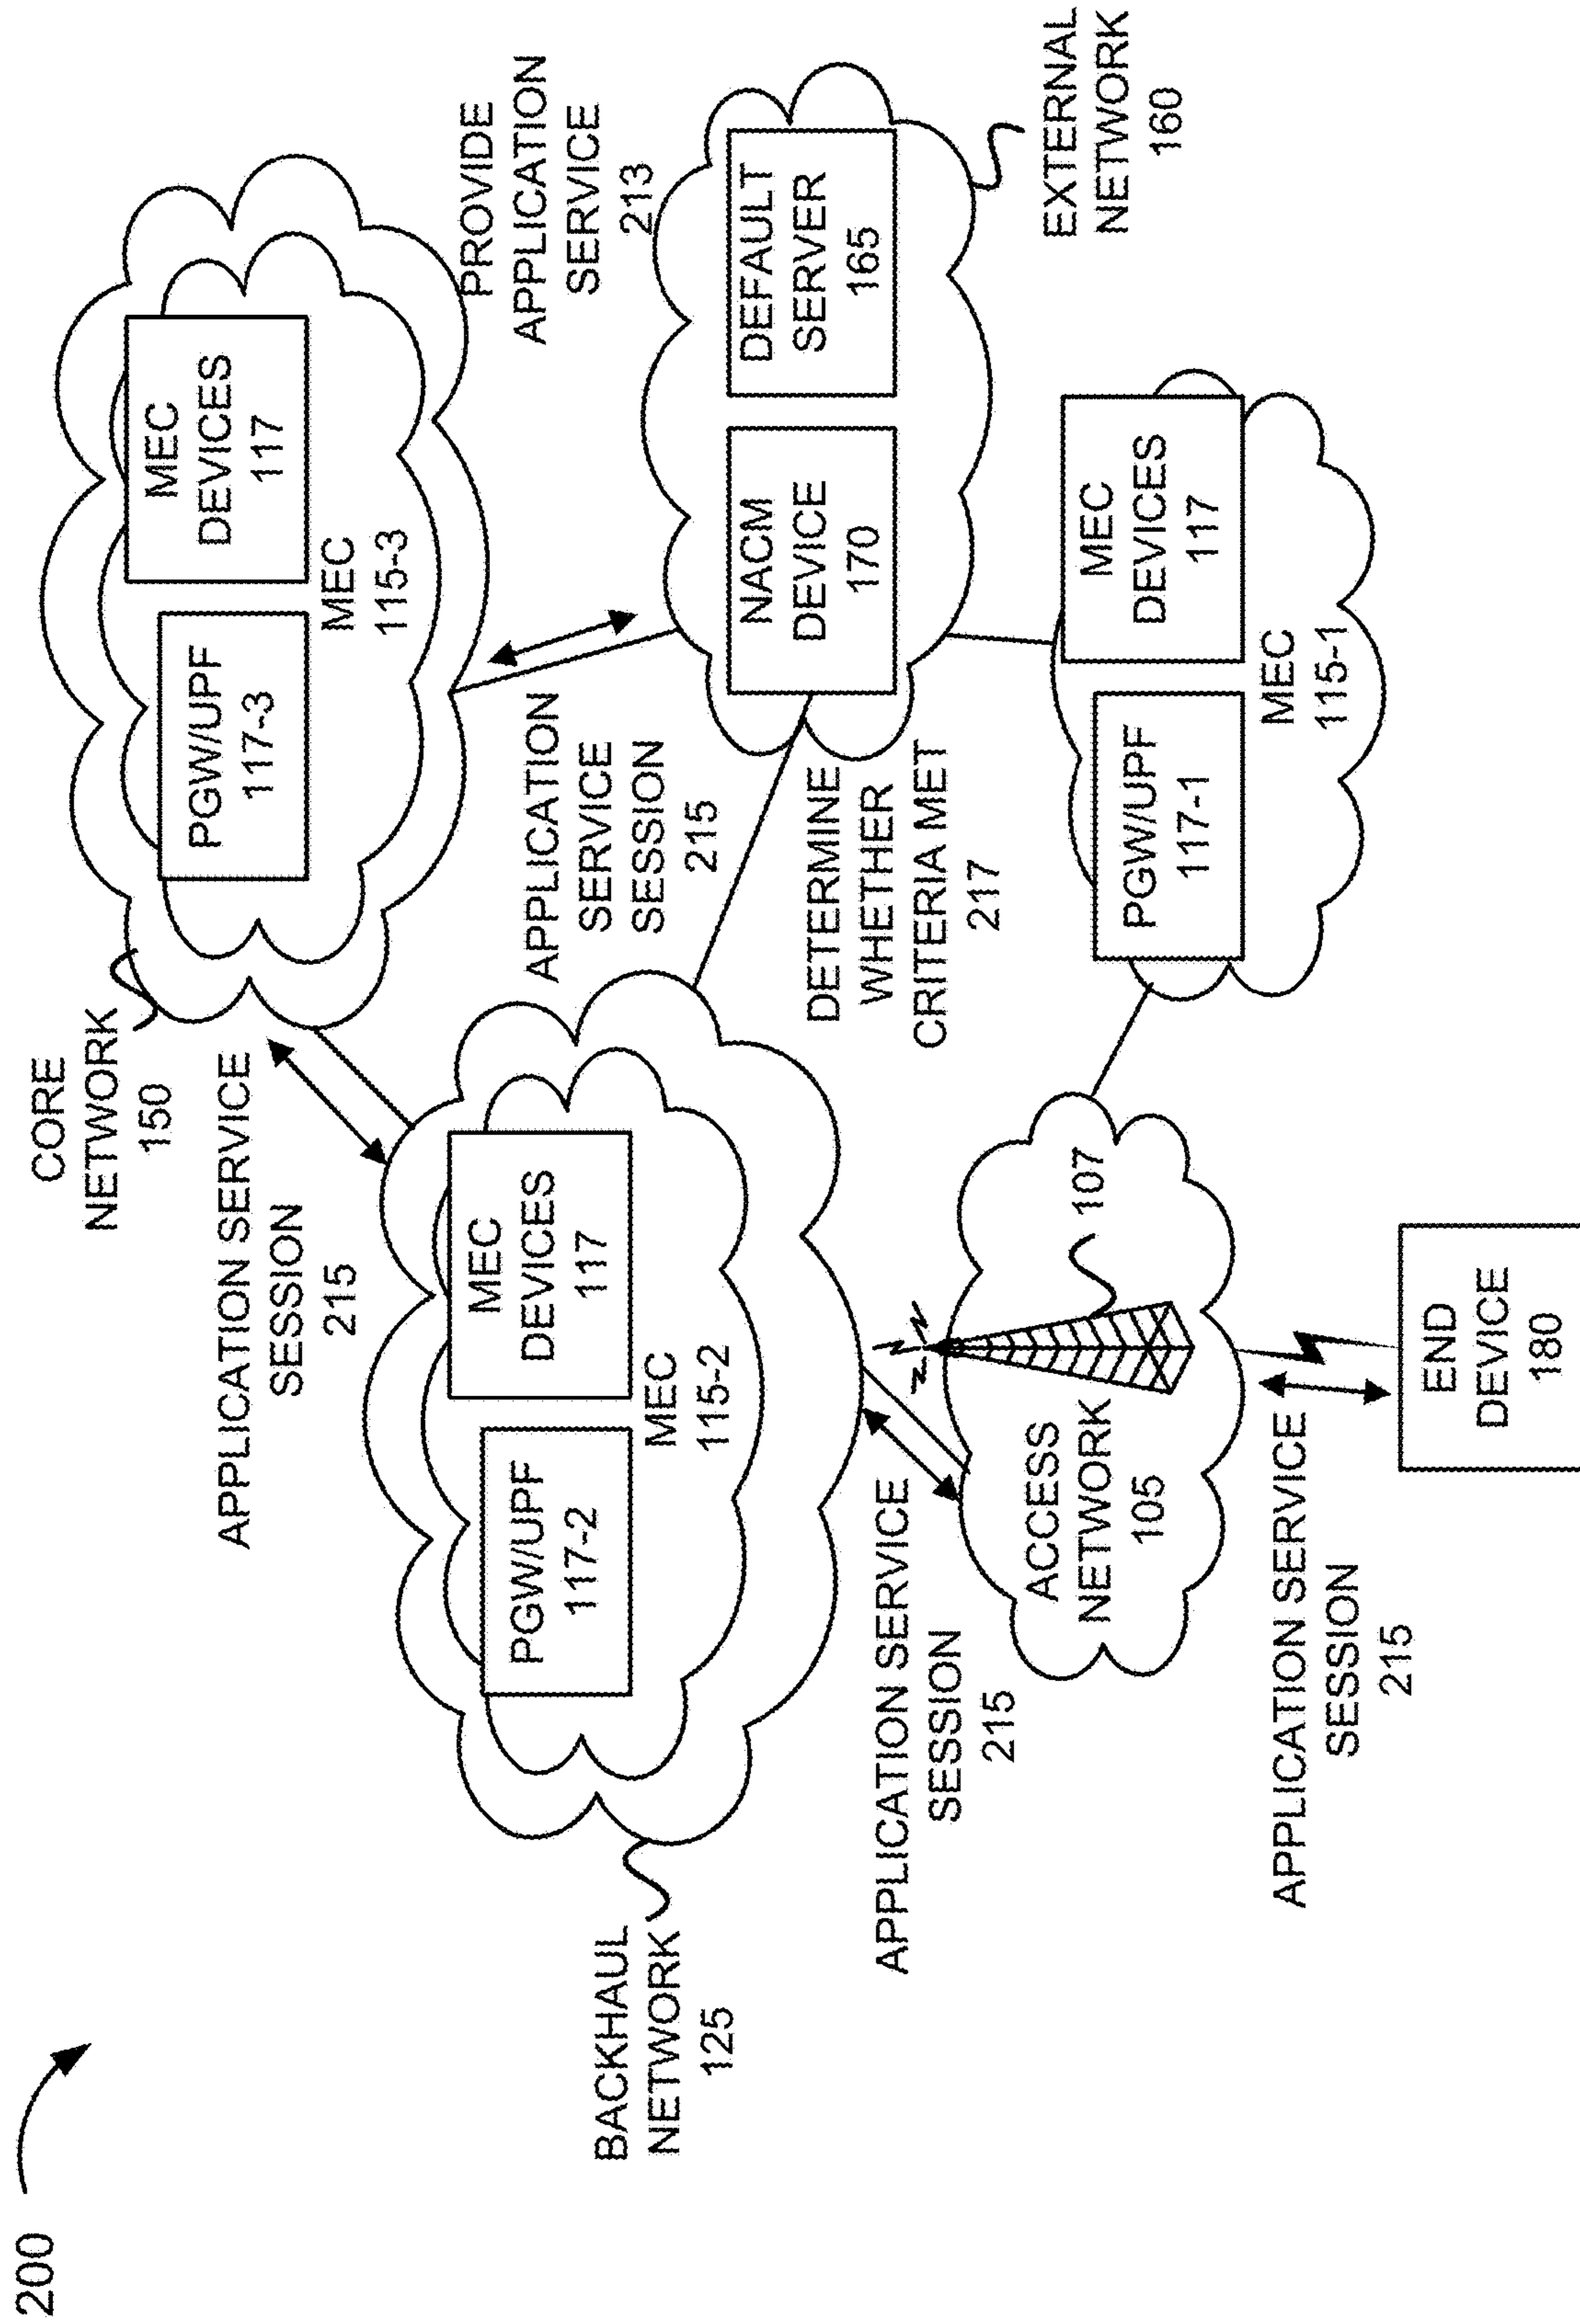 200
CORE
NETWORK
150
APPLICATION SERVICE
SESSION
215
PGW/UPF
117-3
MEC
DEVICES
117
MEC
115-3
PROVIDE
APPLICATION
SERVICE
213
BACKHAUL
NETWORK
125
PGW/UPF
117-2
MEC
DEVICES
117
MEC
115-2
APPLICATION
SERVICE
SESSION
215
NACM
DEVICE
170
DEFAULT
SERVER
165
EXTERNAL
NETWORK
160
DETERMINE
WHETHER
CRITERIA MET
217
APPLICATION SERVICE
SESSION
215
ACCESS
NETWORK
105
107
PGW/UPF
117-1
MEC
DEVICES
117
MEC
115-1
APPLICATION SERVICE
SESSION
215
END
DEVICE
180